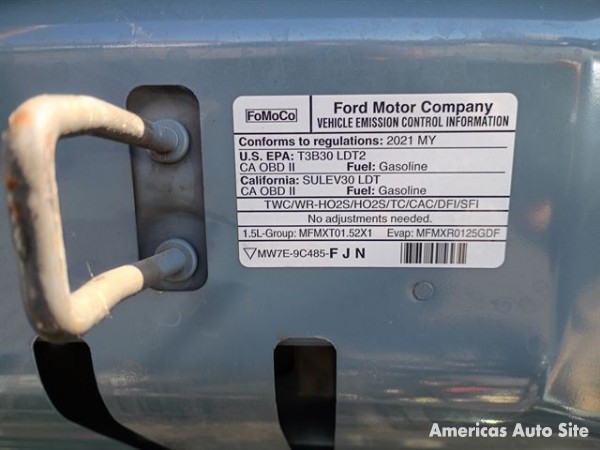 FoMoCo
Ford Motor Company
VEHICLE EMISSION CONTROL INFORMATION
Conforms to regulations: 2021 MY
U.S. EPA: T3B30 LDT2
CA OBD II Fuel: Gasoline
California: SULEV30 LDT
CA OBD II Fuel: Gasoline
TWC/WR-HO2S/HO2S/TC/CAC/DFI/SFI
No adjustments needed.
1.5L-Group: MFMXT01.52X1 Evap: MFMXR0125GDF
MW7E-9C485-F J N
Americas Auto Site